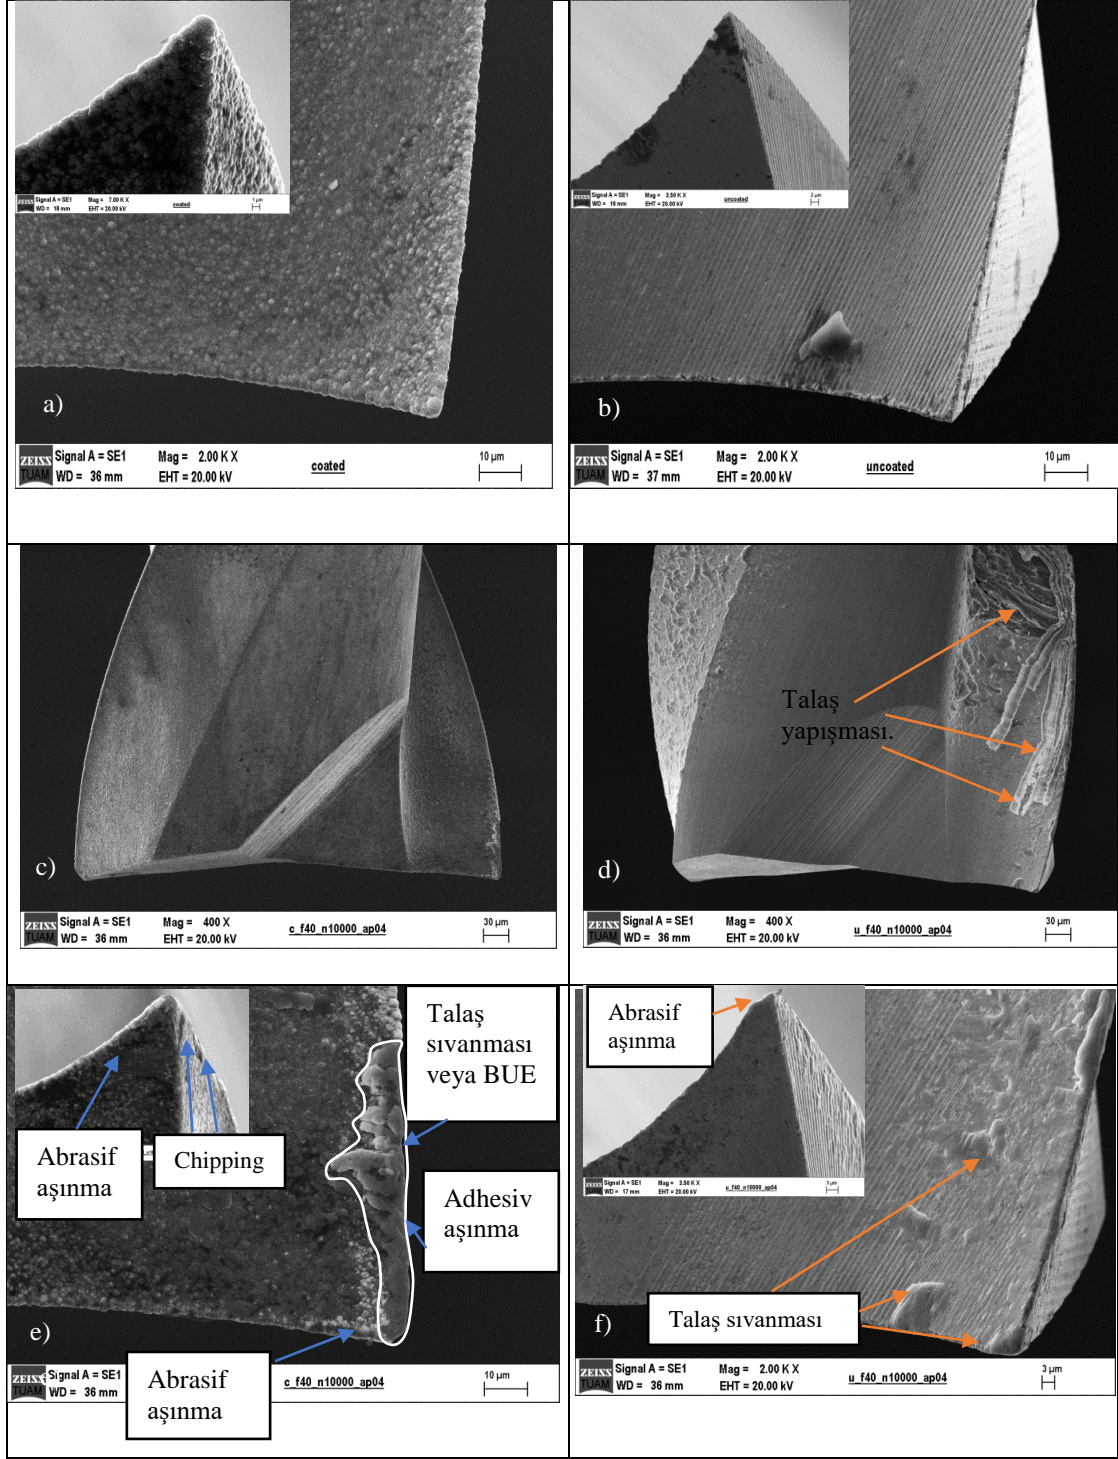 ZEISS
Signal A = SE1
Mag = 7.00 K X
WD = 18 mm
EHT = 20.00 kV
coated
1 µm
a)
ZEISS
TUAM
Signal A = SE1
Mag = 2.00 K X
WD = 36 mm
EHT = 20.00 kV
coated
10 µm
ZEISS
Signal A = SE1
Mag = 3.50 K X
WD = 16 mm
EHT = 20.00 kV
uncoated
2 µm
b)
ZEISS
TUAM
Signal A = SE1
Mag = 2.00 K X
WD = 37 mm
EHT = 20.00 kV
uncoated
10 µm
c)
ZEISS
TUAM
Signal A = SE1
Mag = 400 X
WD = 36 mm
EHT = 20.00 kV
c_f40_n10000_ap04
30 µm
Talaş
yapışması.
d)
ZEISS
TUAM
Signal A = SE1
Mag = 400 X
WD = 36 mm
EHT = 20.00 kV
u_f40_n10000_ap04
30 µm
Talaş
sıvanması
veya BUE
Abrasif
aşınma
Chipping
Adhesiv
aşınma
e)
Abrasif
aşınma
ZEISS
TUAM
Signal A = SE1
WD = 36 mm
c_f40_n10000_ap04
10 µm
Abrasif
aşınma
ZEISS
Signal A = SE1
Mag = 3.50 K X
WD = 17 mm
EHT = 20.00 kV
u_f40_n10000_ap04
3 µm
Talaş sıvanması
f)
ZEISS
TUAM
Signal A = SE1
Mag = 2.00 K X
WD = 36 mm
EHT = 20.00 kV
u_f40_n10000_ap04
3 µm